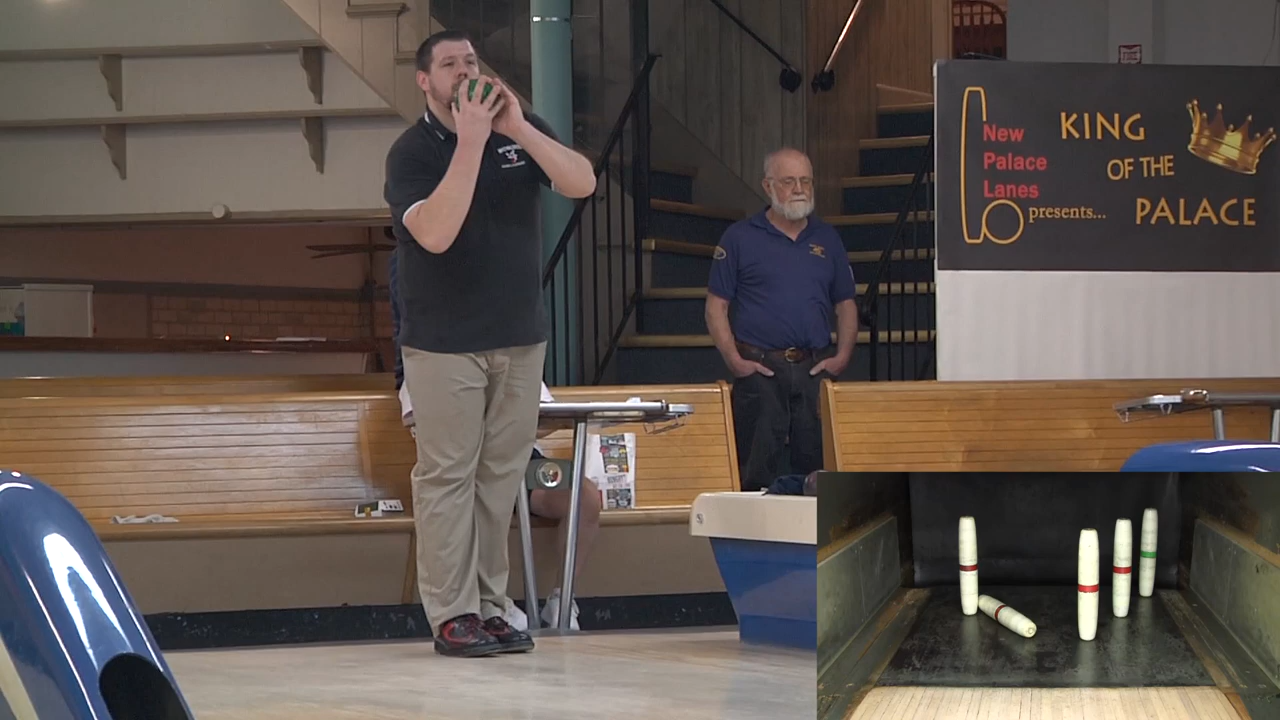 New
Palace
Lanes
presents...
KING
OF THE
PALACE